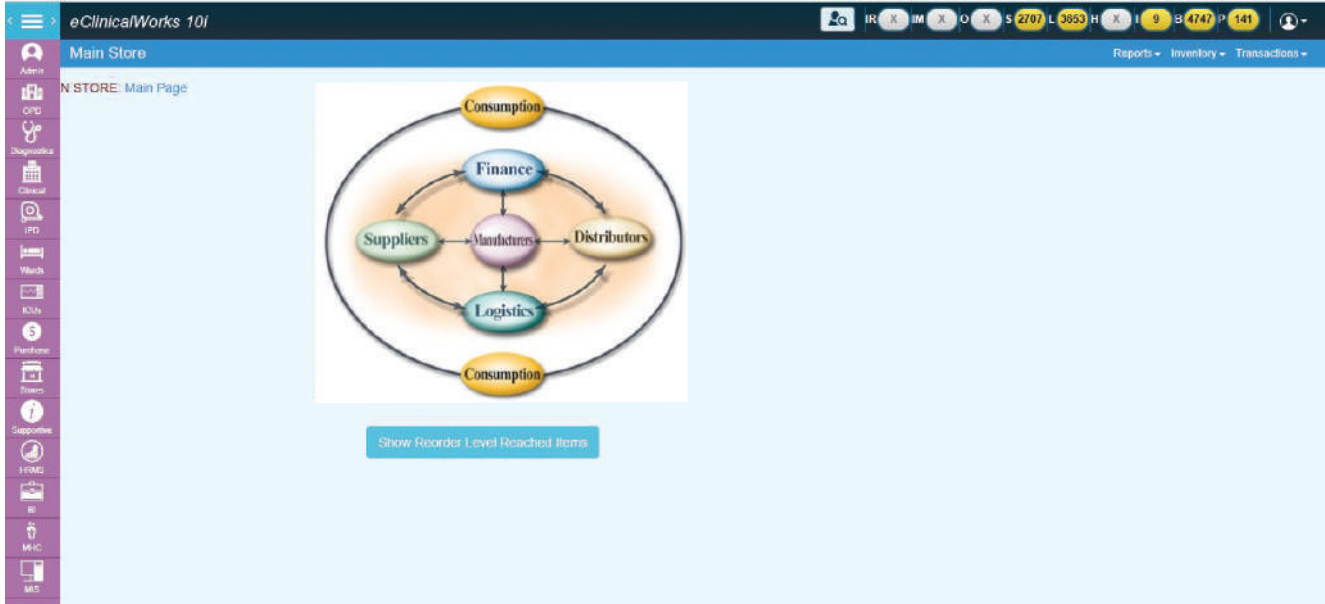 eClinicalWorks 10i
IR X IM X O X S 2707 L 3653 H X I 9 B 4747 P 141
Main Store
Reports Inventory Transactions
N STORE: Main Page
Admin
OPD
Diagnostics
Clinical
IPD
Wards
ICUs
Purchase
Stores
Supportive
HRMS
BI
MHC
MIS
Consumption
Finance
Suppliers
Manufacturers
Distributors
Logistics
Consumption
Show Reorder Level Reached Items